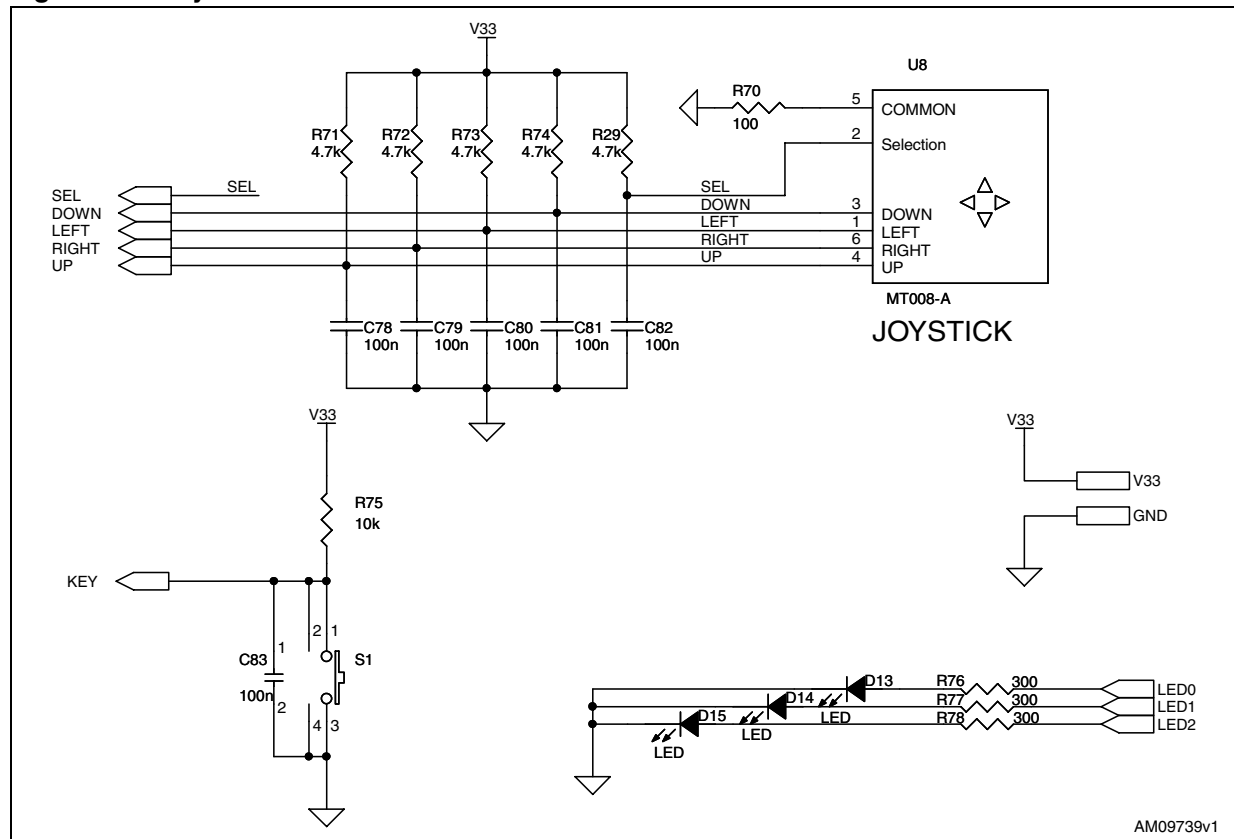 V33
U8
R70
100
5
COMMON
2
Selection
R71
4.7k
R72
4.7k
R73
4.7k
R74
4.7k
R29
4.7k
SEL
SEL
SEL
DOWN
DOWN
3
DOWN
LEFT
LEFT
1
LEFT
RIGHT
RIGHT
6
RIGHT
UP
UP
4
UP
MT008-A
JOYSTICK
C78
100n
C79
100n
C80
100n
C81
100n
C82
100n
V33
R75
10k
KEY
2
1
1
C83
100n
2
S1
4
3
V33
V33
GND
D13
R76
300
LED0
LED
D14
R77
300
LED1
LED
D15
R78
300
LED2
LED
AM09739v1